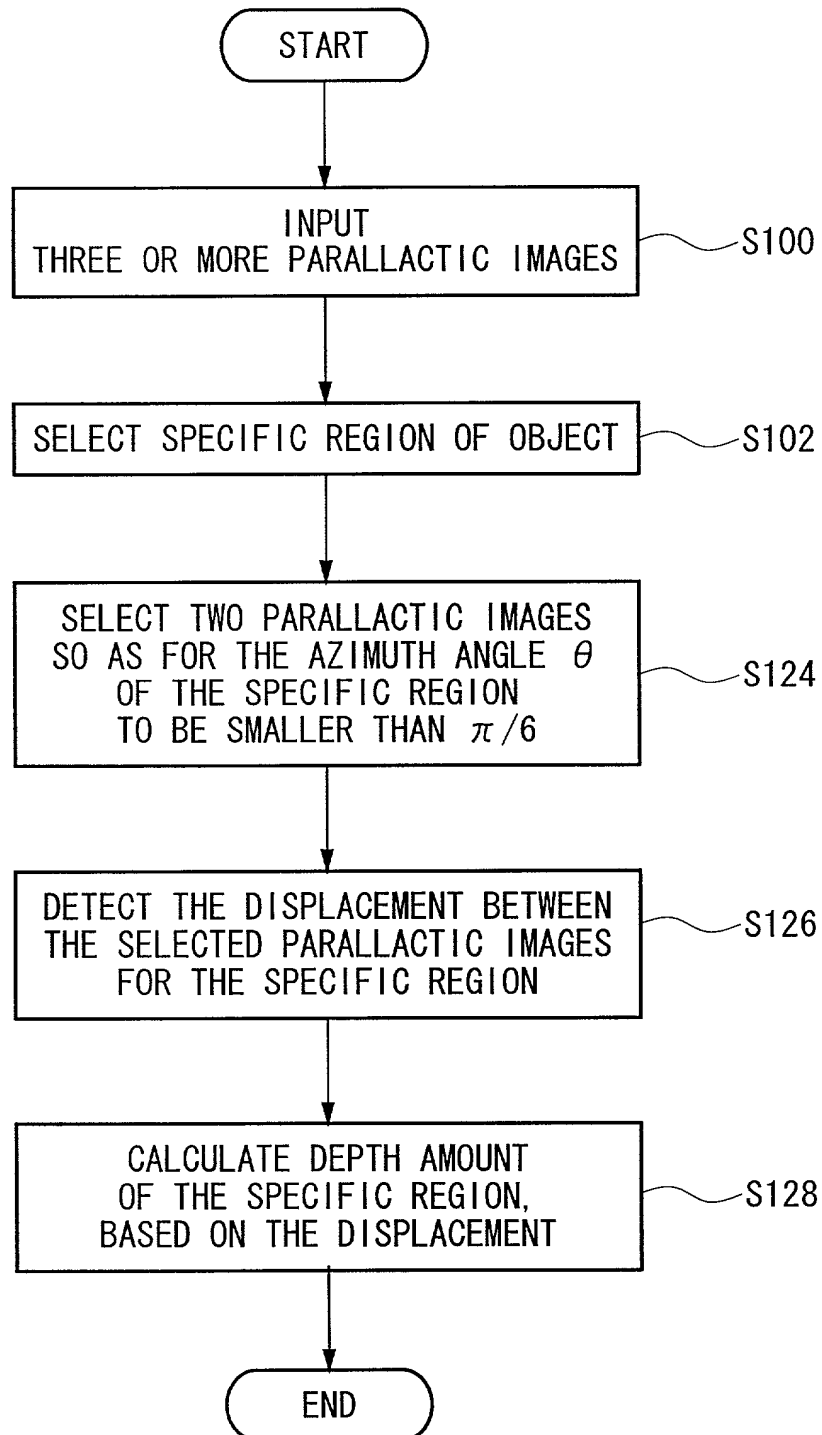 START
INPUT
THREE OR MORE PARALLACTIC IMAGES
S100
SELECT SPECIFIC REGION OF OBJECT
S102
SELECT TWO PARALLACTIC IMAGES
SO AS FOR THE AZIMUTH ANGLE θ
OF THE SPECIFIC REGION
TO BE SMALLER THAN π/6
S124
DETECT THE DISPLACEMENT BETWEEN
THE SELECTED PARALLACTIC IMAGES
FOR THE SPECIFIC REGION
S126
CALCULATE DEPTH AMOUNT
OF THE SPECIFIC REGION,
BASED ON THE DISPLACEMENT
S128
END